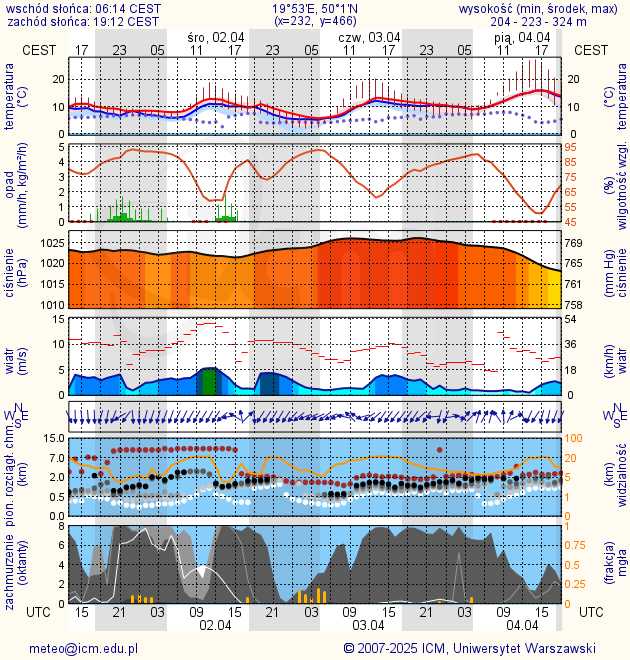 wschód słońca: 06:14 CEST 19°53'E, 50°1'N wysokość (min, środek, max)
zachód słońca: 19:12 CEST (x=232, y=466) 204 - 223 - 324 m
śro, 02.04 czw, 03.04 pią, 04.04
CEST 17 23 05 11 17 23 05 11 17 23 05 11 17 CEST
temperatura
(°C)
20
10
0
20
10
0
temperatura
(°C)
opad
(mm/h, kg/m²/h)
5
4
3
2
1
0
95
85
75
65
55
45
(%)
wilgotność wzgl.
ciśnienie
(hPa)
1025
1020
1015
1010
769
765
761
758
(mm Hg)
ciśnienie
wiatr
(m/s)
15
10
5
0
54
36
18
0
(km/h)
wiatr
N
W E
S
N
W E
S
pion. rozciągł. chm.
(km)
15.0
7.0
2.0
0.5
0.0
100
20
5
1
0
(km)
widzialność
zachmurzenie
(oktanty)
8
6
4
2
0
1
0.75
0.5
0.25
0
(frakcja)
mgła
UTC 15 21 03 09 15 21 03 09 15 21 03 09 15 UTC
02.04 03.04 04.04
meteo@icm.edu.pl © 2007-2025 ICM, Uniwersytet Warszawski